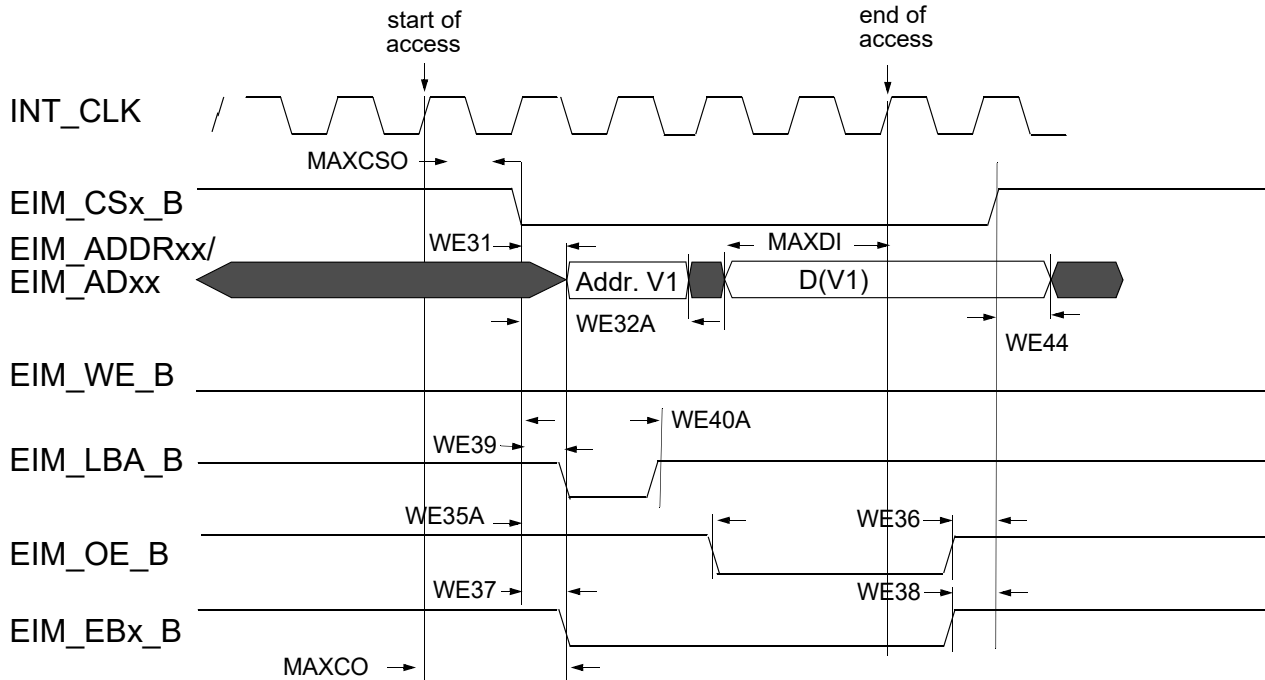 start of
access
end of
access
INT_CLK
MAXCSO
EIM_CSx_B
EIM_ADDRxx/
EIM_ADxx
WE31
MAXDI
Addr. V1
D(V1)
WE32A
WE44
EIM_WE_B
WE40A
WE39
EIM_LBA_B
WE35A
WE36
EIM_OE_B
WE37
WE38
EIM_EBx_B
MAXCO